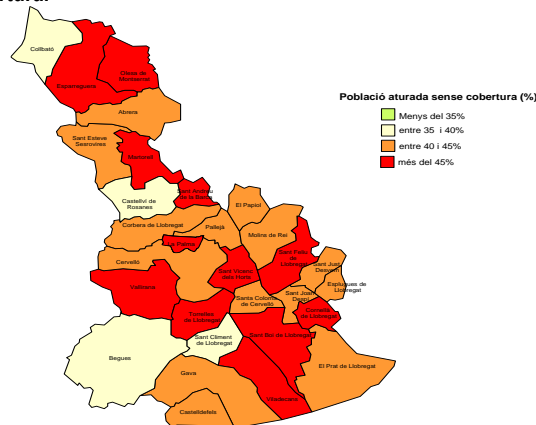 Collbató
Esparreguera
Olesa de
Montserrat
Abrera
Sant Esteve
Sesrovires
Martorell
Castellví de
Rosanes
Sant Andreu
de la Barca
Corbera de Llobregat
Pallejà
El Papiol
Molins de Rei
La Palma
Cervelló
Vallirana
Sant Vicenç
dels Horts
Sant Feliu
de
Llobregat
Sant Just
Desvern
Esplugues de
Llobregat
Santa Coloma
de Cervelló
Sant Joan
Despí
Cornellà
de Llobregat
Torrelles
de Llobregat
Sant Climent
de Llobregat
Sant Boi de Llobregat
Begues
Gavà
Viladecans
El Prat de Llobregat
Castelldefels
Població aturada sense cobertura (%)
Menys del 35%
entre 35 i 40%
entre 40 i 45%
més del 45%